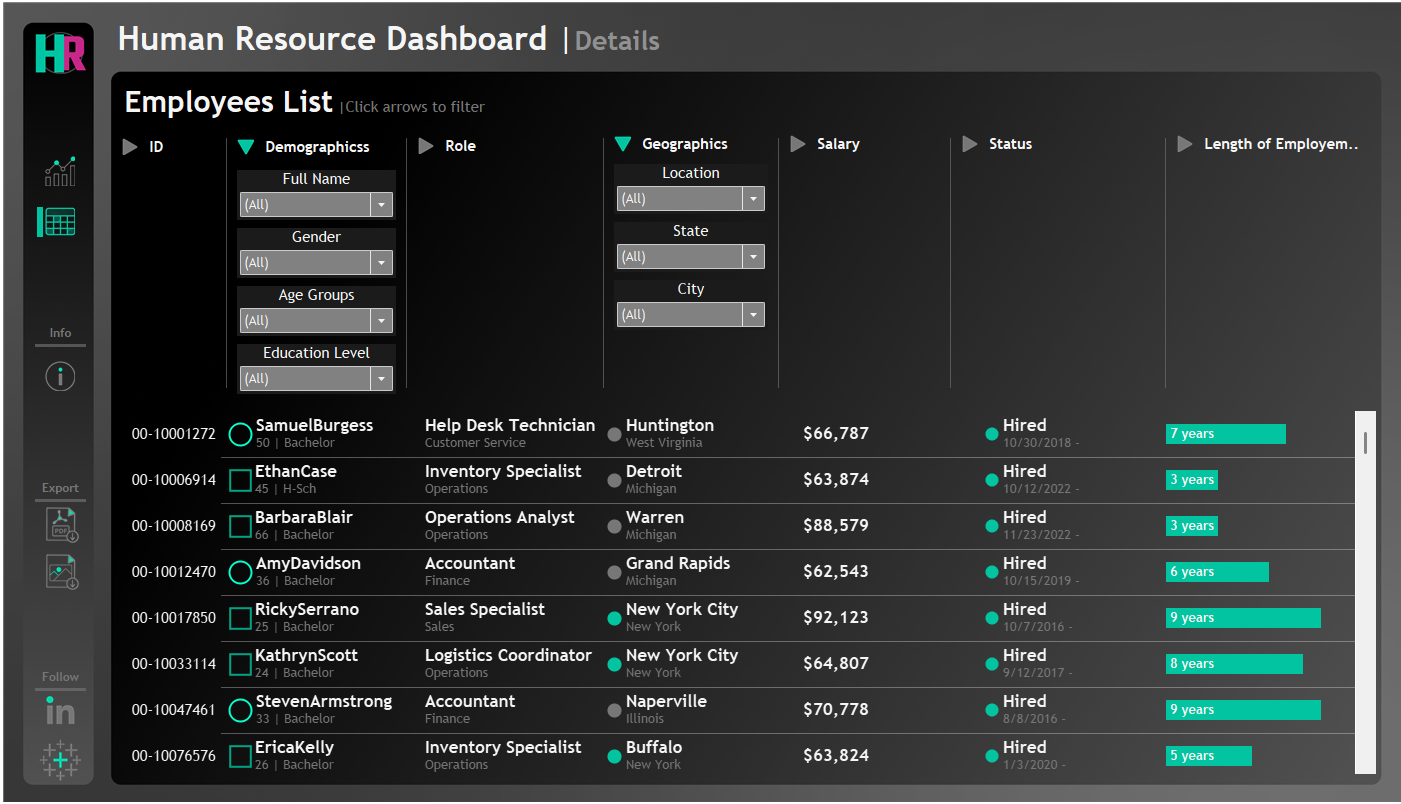 HR
Human Resource Dashboard | Details
Employees List | Click arrows to filter
ID
Demographicss
Role
Geographics
Salary
Status
Length of Employem..
Full Name
(All)
Gender
(All)
Age Groups
(All)
Education Level
(All)
Location
(All)
State
(All)
City
(All)
Info
i
Export
PDF
Follow
in
00-10001272 SamuelBurgess Help Desk Technician Huntington $66,787 Hired 7 years
50 | Bachelor Customer Service West Virginia 10/30/2018 -
00-10006914 EthanCase Inventory Specialist Detroit $63,874 Hired 3 years
45 | H-Sch Operations Michigan 10/12/2022 -
00-10008169 BarbaraBlair Operations Analyst Warren $88,579 Hired 3 years
66 | Bachelor Operations Michigan 11/23/2022 -
00-10012470 AmyDavidson Accountant Grand Rapids $62,543 Hired 6 years
36 | Bachelor Finance Michigan 10/15/2019 -
00-10017850 RickySerrano Sales Specialist New York City $92,123 Hired 9 years
25 | Bachelor Sales New York 10/7/2016 -
00-10033114 KathrynScott Logistics Coordinator New York City $64,807 Hired 8 years
24 | Bachelor Operations New York 9/12/2017 -
00-10047461 StevenArmstrong Accountant Naperville $70,778 Hired 9 years
33 | Bachelor Finance Illinois 8/8/2016 -
00-10076576 EricaKelly Inventory Specialist Buffalo $63,824 Hired 5 years
26 | Bachelor Operations New York 1/3/2020 -